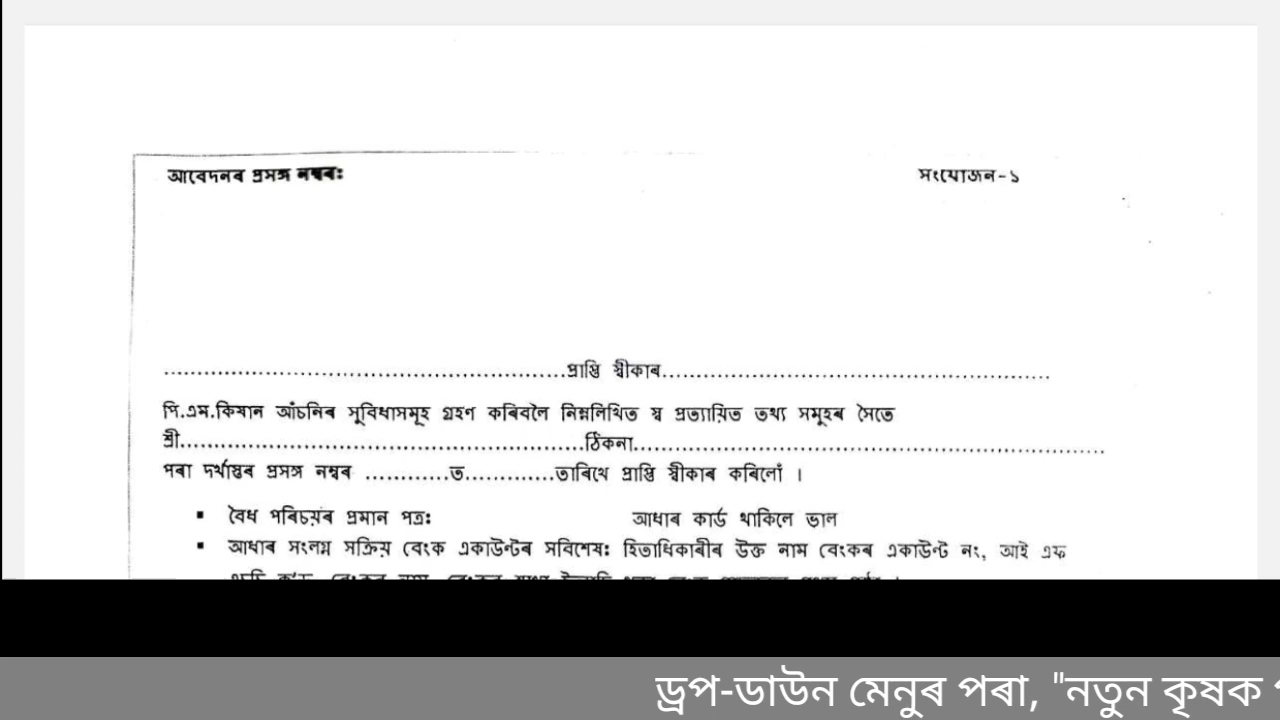 আবেদনৰ প্ৰসঙ্গ নম্বৰঃ সংযোজন-১
......................................................প্ৰাপ্তি স্বীকাৰ......................................................
পি.এম.কিষান আঁচনিৰ সুবিধাসমূহ গ্ৰহণ কৰিবলৈ নিম্নলিখিত স্ব প্ৰত্যায়িত তথ্য সমূহৰ সৈতে
শ্ৰী......................................................ঠিকনা......................................................
পৰা দৰ্খাস্তৰ প্ৰসঙ্গ নম্বৰ ............ত.............তাৰিখে প্ৰাপ্তি স্বীকাৰ কৰিলোঁ ।
▪ বৈধ পৰিচয়ৰ প্ৰমান পত্ৰঃ আধাৰ কাৰ্ড থাকিলে ভাল
▪ আধাৰ সংলগ্ন সক্ৰিয় বেংক একাউন্টৰ সবিশেষঃ হিতাধিকাৰীৰ উক্ত নাম বেংকৰ একাউন্ট নং, আই এফ
ড্ৰপ-ডাউন মেনুৰ পৰা, "নতুন কৃষক